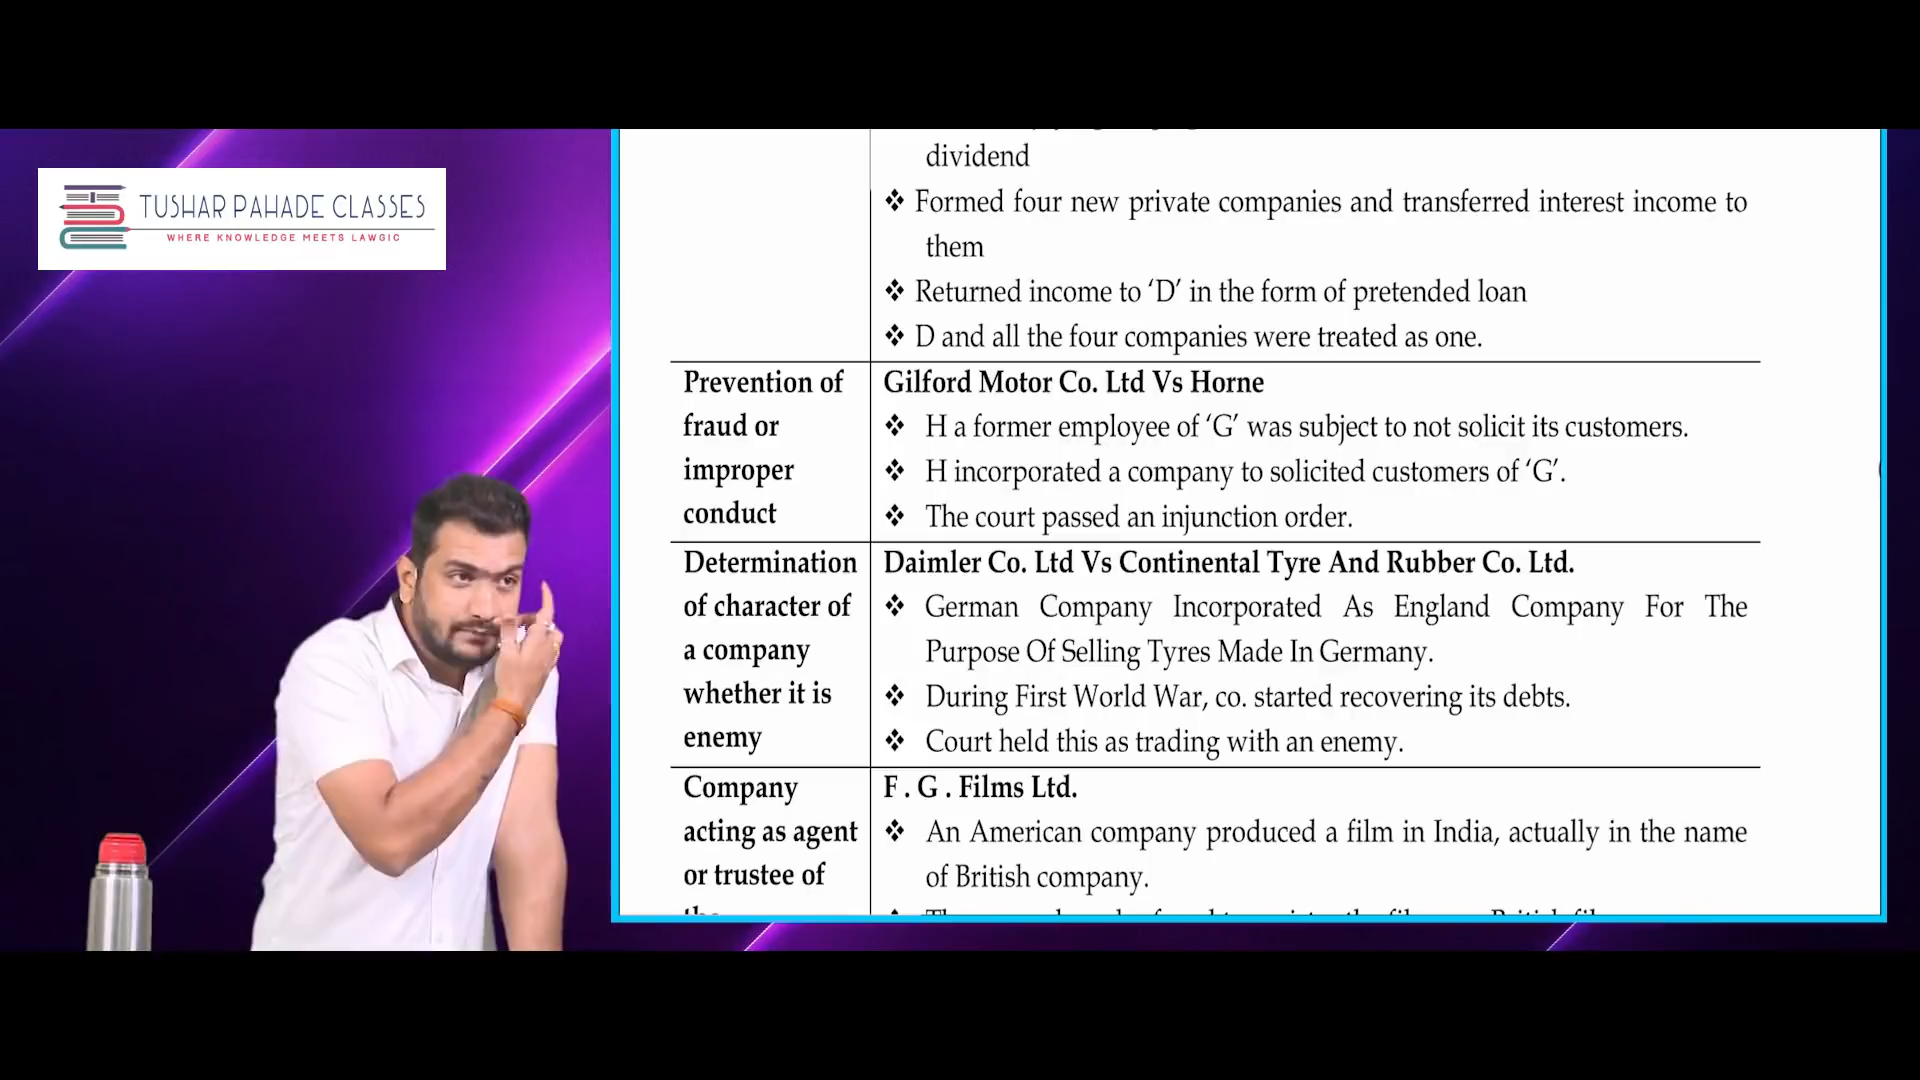 TUSHAR PAHADE CLASSES
WHERE KNOWLEDGE MEETS LAWGIC
dividend
❖ Formed four new private companies and transferred interest income to
them
❖ Returned income to ‘D’ in the form of pretended loan
❖ D and all the four companies were treated as one.
Prevention of
fraud or
improper
conduct
Gilford Motor Co. Ltd Vs Horne
❖ H a former employee of ‘G’ was subject to not solicit its customers.
❖ H incorporated a company to solicited customers of ‘G’.
❖ The court passed an injunction order.
Determination
of character of
a company
whether it is
enemy
Daimler Co. Ltd Vs Continental Tyre And Rubber Co. Ltd.
❖ German Company Incorporated As England Company For The
Purpose Of Selling Tyres Made In Germany.
❖ During First World War, co. started recovering its debts.
❖ Court held this as trading with an enemy.
Company
acting as agent
or trustee of
F . G . Films Ltd.
❖ An American company produced a film in India, actually in the name
of British company.